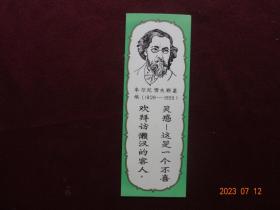 车尔尼雪夫斯基
俄(1828—1889)
灵感—这是一个不喜
欢拜访懒汉的客人。
2023 07 12